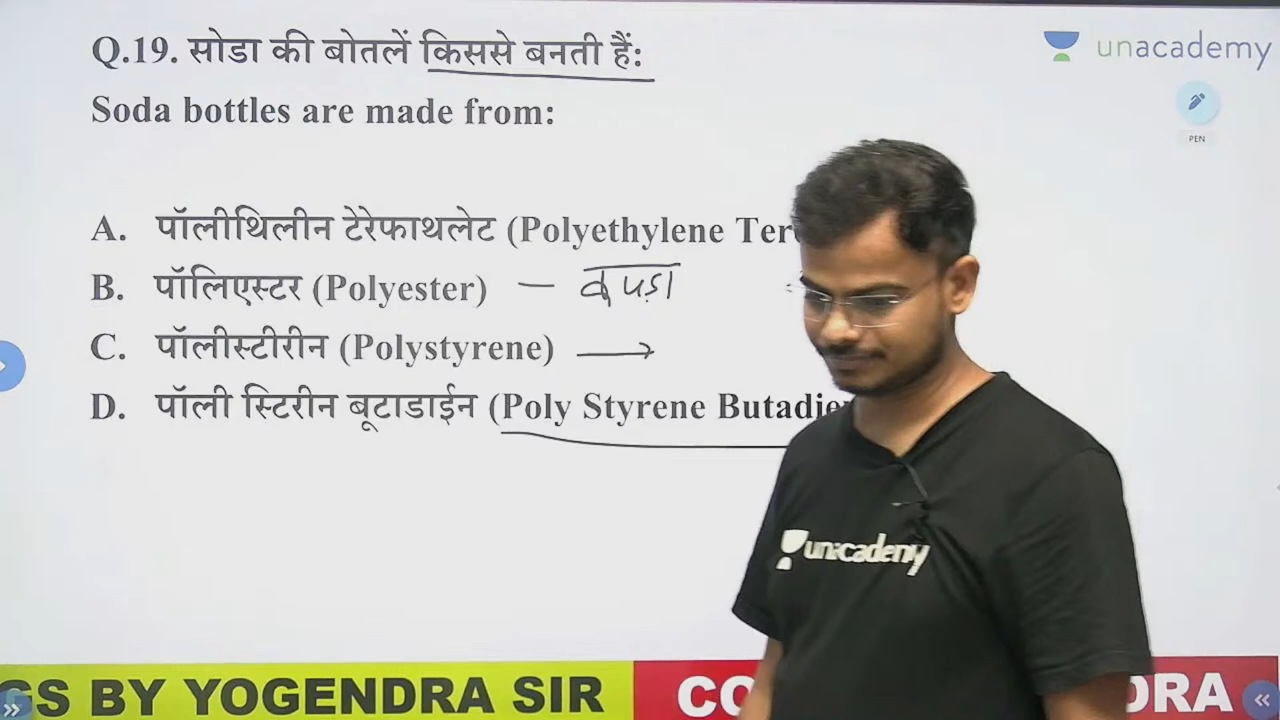 Q.19. सोडा की बोतलें किससे बनती हैं:
unacademy
Soda bottles are made from:
PEN
A. पॉलीथिलीन टेरेफाथलेट (Polyethylene Ter
B. पॉलिएस्टर (Polyester) — कपड़ा
C. पॉलीस्टीरीन (Polystyrene)
D. पॉली स्टिरीन बूटाडाईन (Poly Styrene Butadie
unacademy
GS BY YOGENDRA SIR
CO
DRA